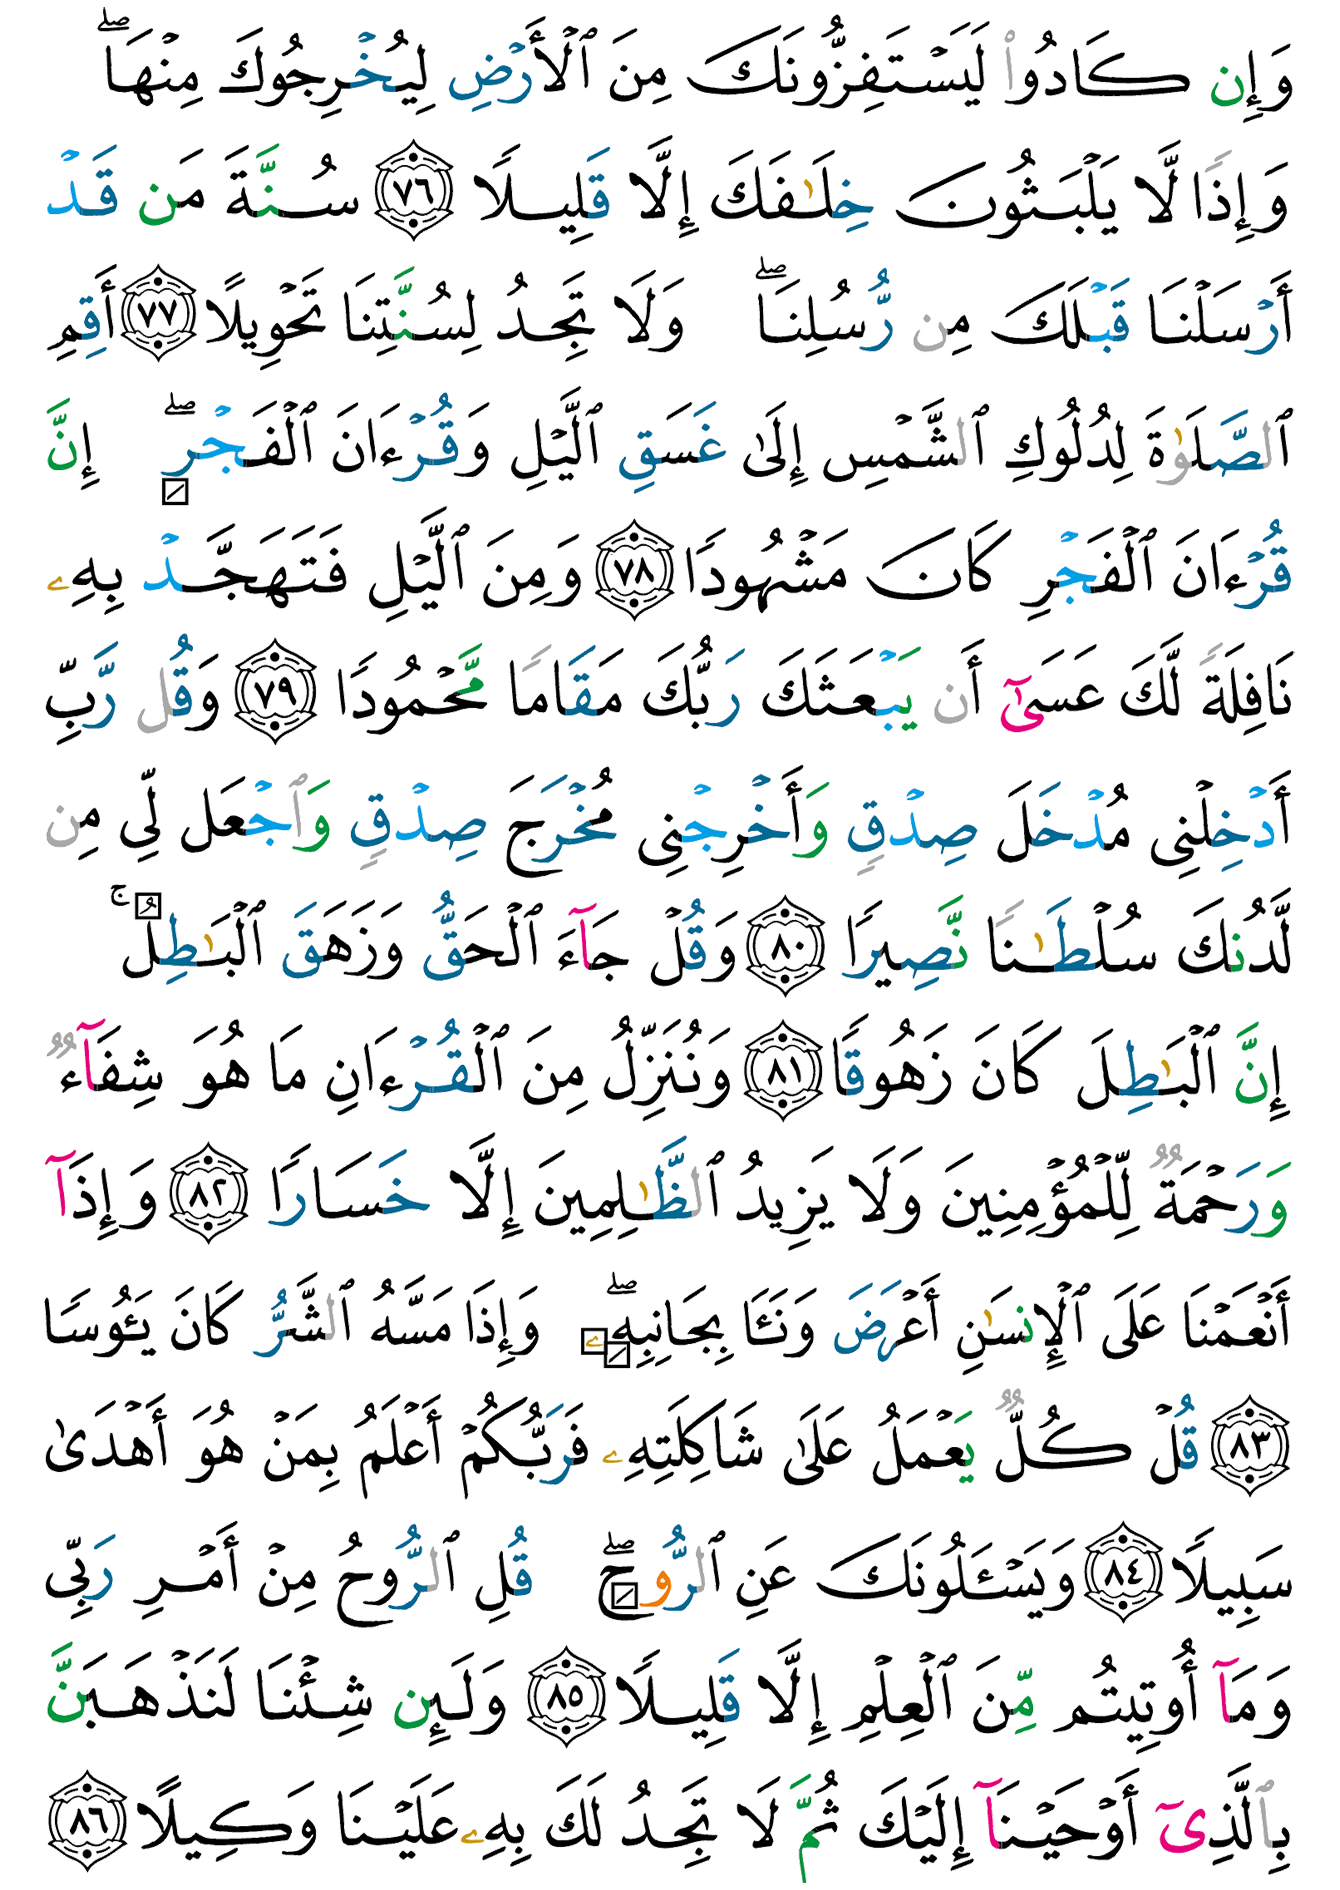 وَإِن كَادُوا۟ لَيَسْتَفِزُّونَكَ مِنَ ٱلْأَرْضِ لِيُخْرِجُوكَ مِنْهَا ۖ
وَإِذًا لَّا يَلْبَثُونَ خِلَـٰفَكَ إِلَّا قَلِيلًا ٧٦ سُنَّةَ مَن قَدْ
أَرْسَلْنَا قَبْلَكَ مِن رُّسُلِنَا ۖ وَلَا تَجِدُ لِسُنَّتِنَا تَحْوِيلًا ٧٧ أَقِمِ
ٱلصَّلَوٰةَ لِدُلُوكِ ٱلشَّمْسِ إِلَىٰ غَسَقِ ٱلَّيْلِ وَقُرْءَانَ ٱلْفَجْرِ ۖ إِنَّ
قُرْءَانَ ٱلْفَجْرِ كَانَ مَشْهُودًا ٧٨ وَمِنَ ٱلَّيْلِ فَتَهَجَّدْ بِهِۦ
نَافِلَةً لَّكَ عَسَىٰٓ أَن يَبْعَثَكَ رَبُّكَ مَقَامًا مَّحْمُودًا ٧٩ وَقُل رَّبِّ
أَدْخِلْنِى مُدْخَلَ صِدْقٍ وَأَخْرِجْنِى مُخْرَجَ صِدْقٍ وَٱجْعَل لِّى مِن
لَّدُنكَ سُلْطَـٰنًا نَّصِيرًا ٨٠ وَقُلْ جَآءَ ٱلْحَقُّ وَزَهَقَ ٱلْبَـٰطِلُ ۚ
إِنَّ ٱلْبَـٰطِلَ كَانَ زَهُوقًا ٨١ وَنُنَزِّلُ مِنَ ٱلْقُرْءَانِ مَا هُوَ شِفَآءٌ
وَرَحْمَةٌ لِّلْمُؤْمِنِينَ وَلَا يَزِيدُ ٱلظَّـٰلِمِينَ إِلَّا خَسَارًا ٨٢ وَإِذَآ
أَنْعَمْنَا عَلَى ٱلْإِنسَـٰنِ أَعْرَضَ وَنَـَٔا بِجَانِبِهِۦ ۖ وَإِذَا مَسَّهُ ٱلشَّرُّ كَانَ يَـُٔوسًا
٨٣ قُلْ كُلٌّ يَعْمَلُ عَلَىٰ شَاكِلَتِهِۦ فَرَبُّكُمْ أَعْلَمُ بِمَنْ هُوَ أَهْدَىٰ
سَبِيلًا ٨٤ وَيَسْـَٔلُونَكَ عَنِ ٱلرُّوحِ ۖ قُلِ ٱلرُّوحُ مِنْ أَمْرِ رَبِّى
وَمَآ أُوتِيتُم مِّنَ ٱلْعِلْمِ إِلَّا قَلِيلًا ٨٥ وَلَئِن شِئْنَا لَنَذْهَبَنَّ
بِٱلَّذِىٓ أَوْحَيْنَآ إِلَيْكَ ثُمَّ لَا تَجِدُ لَكَ بِهِۦ عَلَيْنَا وَكِيلًا ٨٦